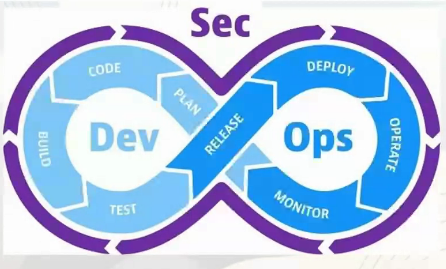 Sec
CODE
PLAN
DEPLOY
BUILD
Dev
RELEASE
Ops
OPERATE
TEST
MONITOR